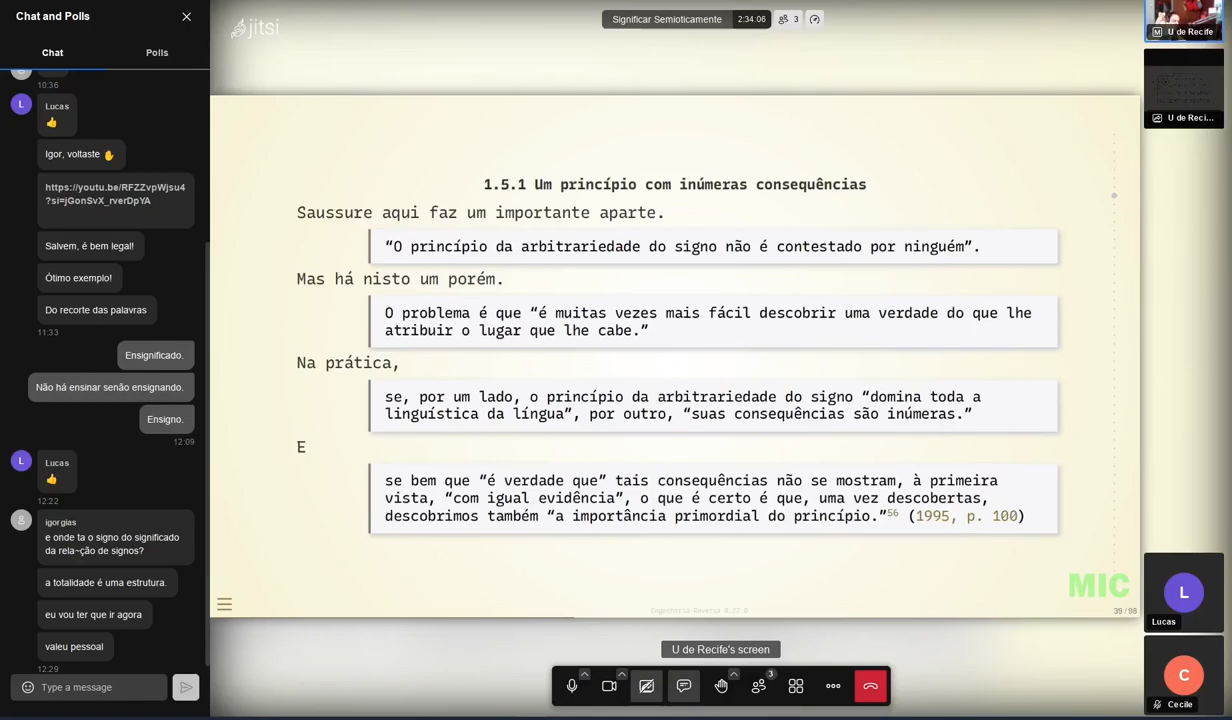 Chat and Polls
Chat
Polls
10:36
L
Lucas
👍
Igor, voltaste ✋
https://youtu.be/RFZZvpWjsu4
?si=jGonSvX_rverDpYA
Salvem, é bem legal!
Ótimo exemplo!
Do recorte das palavras
11:33
Ensignificado.
Não há ensinar senão ensignando.
Ensigno.
12:09
L
Lucas
👍
12:22
igorgias
e onde ta o signo do significado
da rela~ção de signos?
a totalidade é uma estrutura.
eu vou ter que ir agora
valeu pessoal
12:29
Type a message
jitsi
Significar Semioticamente
2:34:06
3
1.5.1 Um princípio com inúmeras consequências
Saussure aqui faz um importante aparte.
“O princípio da arbitrariedade do signo não é contestado por ninguém”.
Mas há nisto um porém.
O problema é que “é muitas vezes mais fácil descobrir uma verdade do que lhe
atribuir o lugar que lhe cabe.”
Na prática,
se, por um lado, o princípio da arbitrariedade do signo “domina toda a
linguística da língua”, por outro, “suas consequências são inúmeras.”
E
se bem que “é verdade que” tais consequências não se mostram, à primeira
vista, “com igual evidência”, o que é certo é que, uma vez descobertas,
descobrimos também “a importância primordial do princípio.”56 (1995, p. 100)
MIC
Engenharia-Reversa 0.22.0
39 / 98
U de Recife's screen
3
M
U de Recife
U de Reci...
L
Lucas
C
Cecile